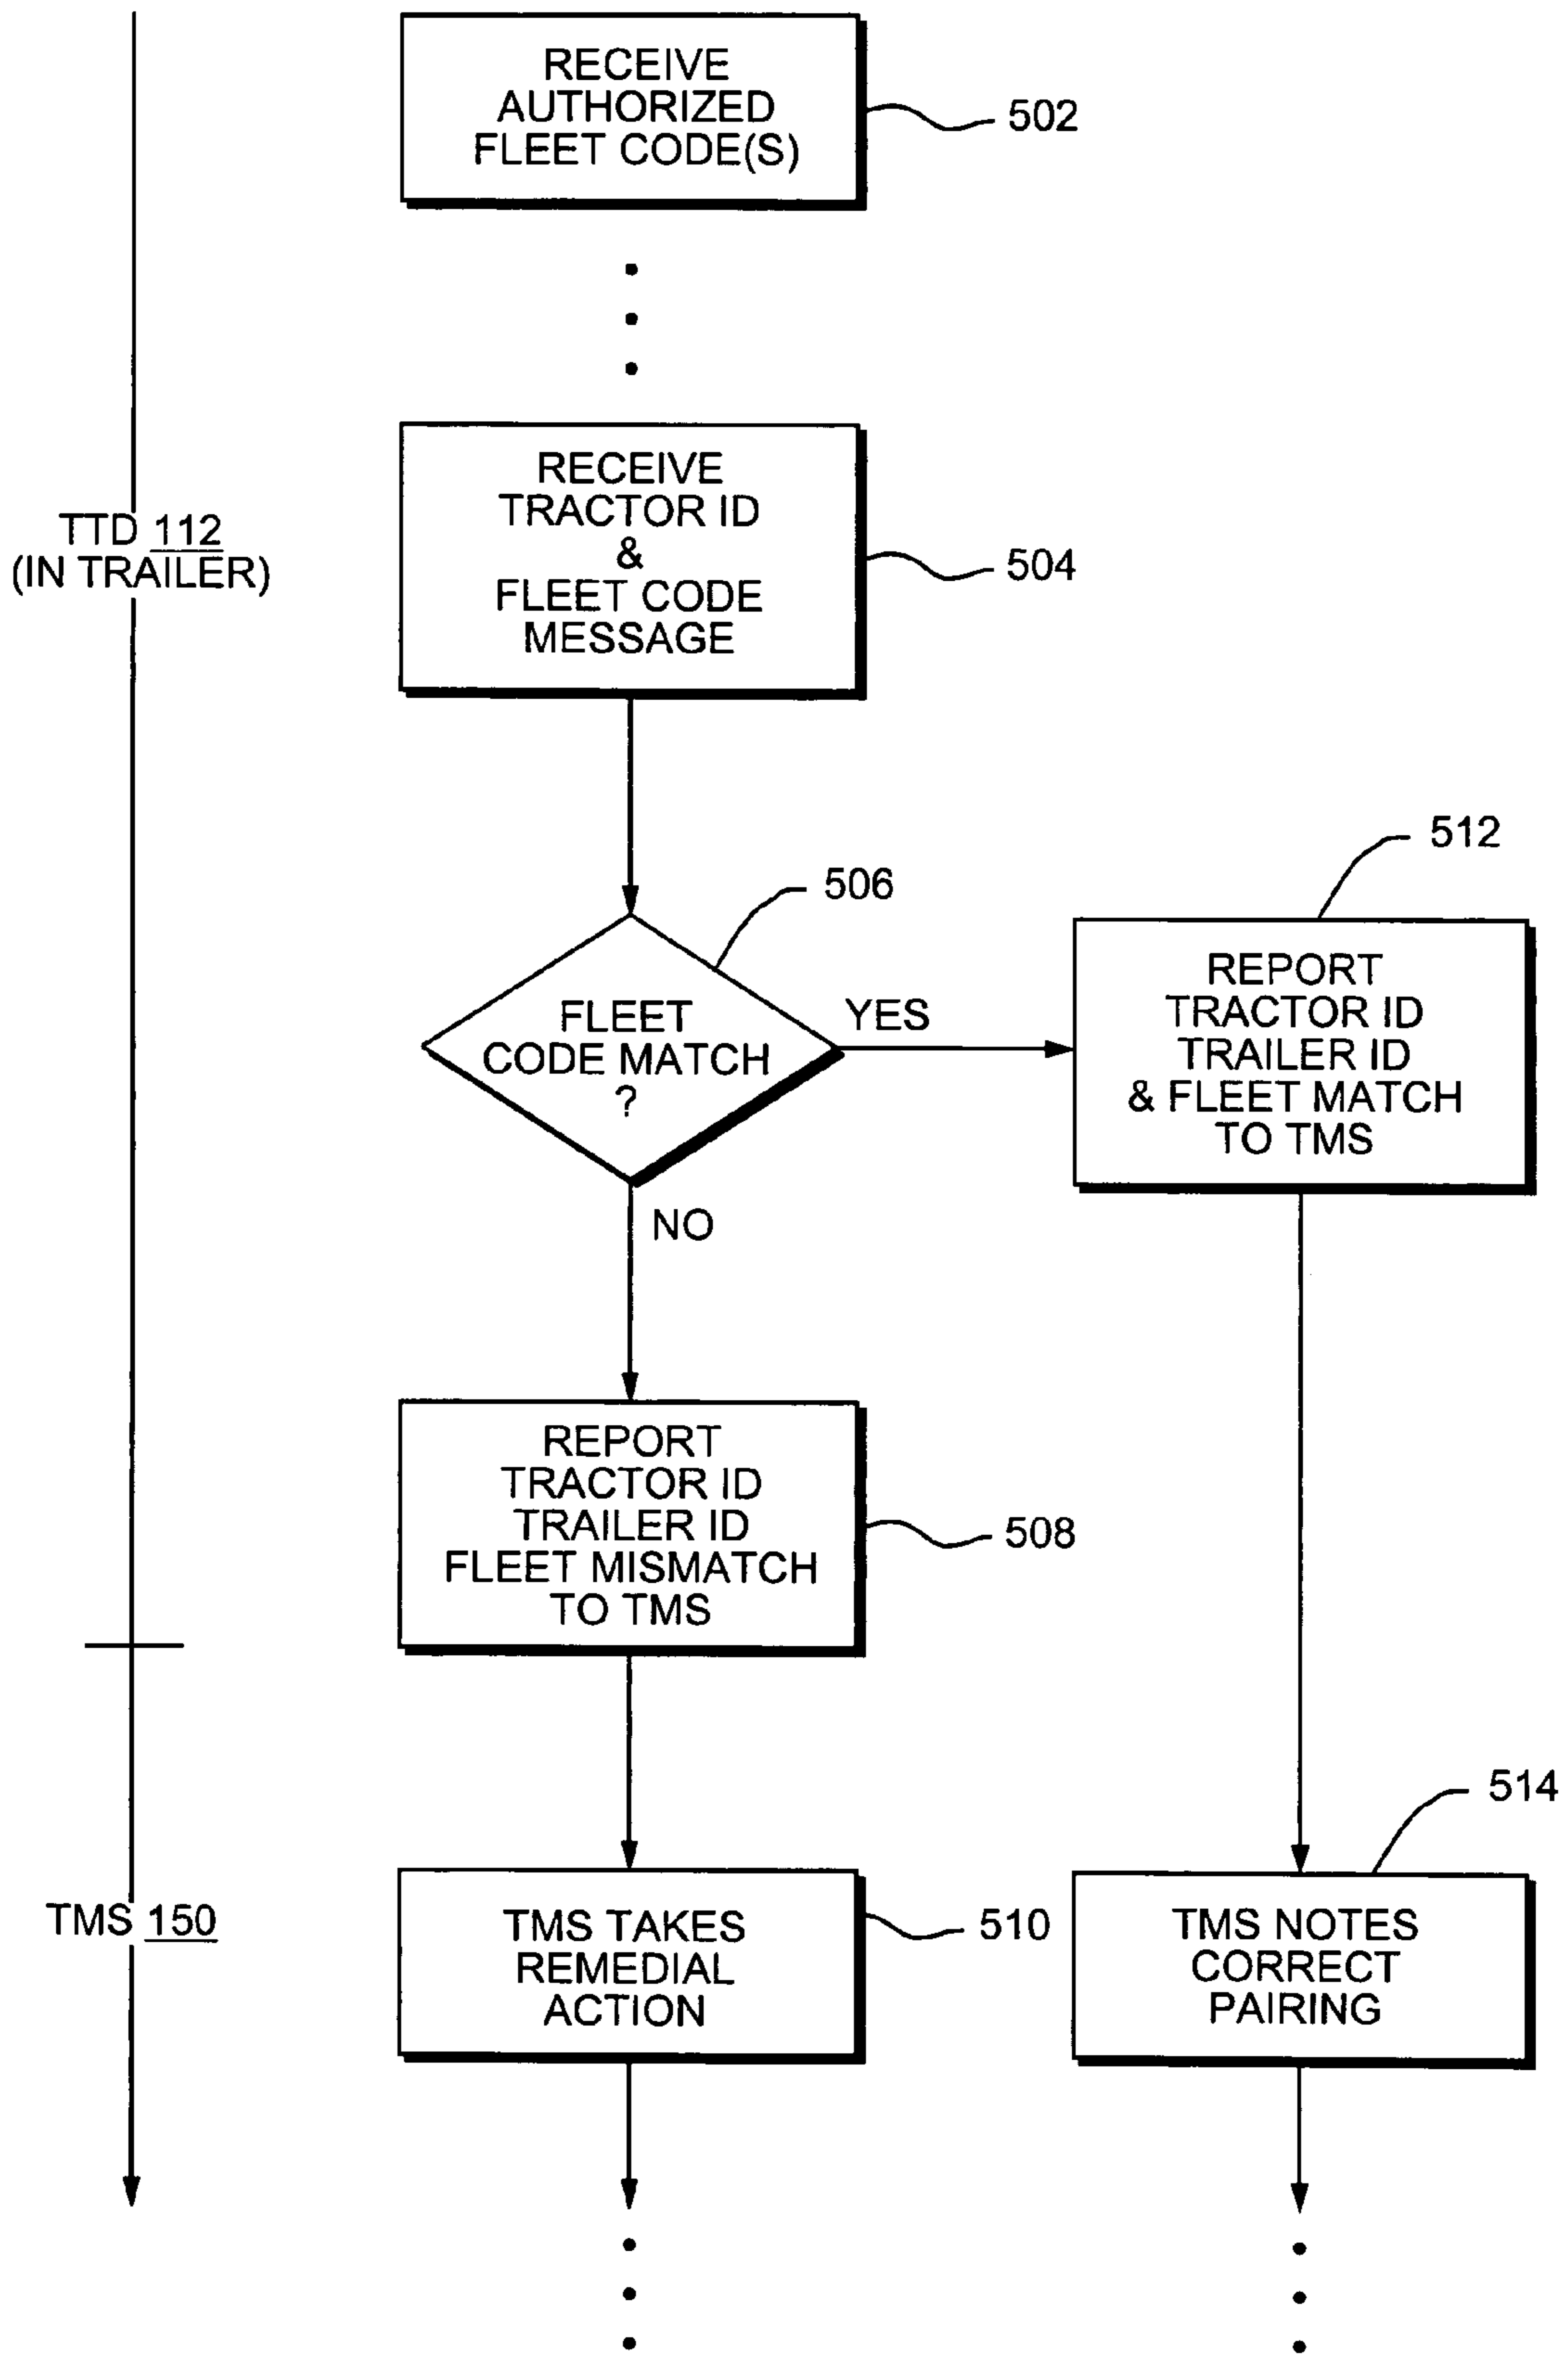 RECEIVE
AUTHORIZED
FLEET CODE(S)
502
RECEIVE
TRACTOR ID
&
FLEET CODE
MESSAGE
504
TTD 112
(IN TRAILER)
506
FLEET
CODE MATCH
?
YES
NO
512
REPORT
TRACTOR ID
TRAILER ID
& FLEET MATCH
TO TMS
REPORT
TRACTOR ID
TRAILER ID
FLEET MISMATCH
TO TMS
508
TMS 150
TMS TAKES
REMEDIAL
ACTION
510
514
TMS NOTES
CORRECT
PAIRING